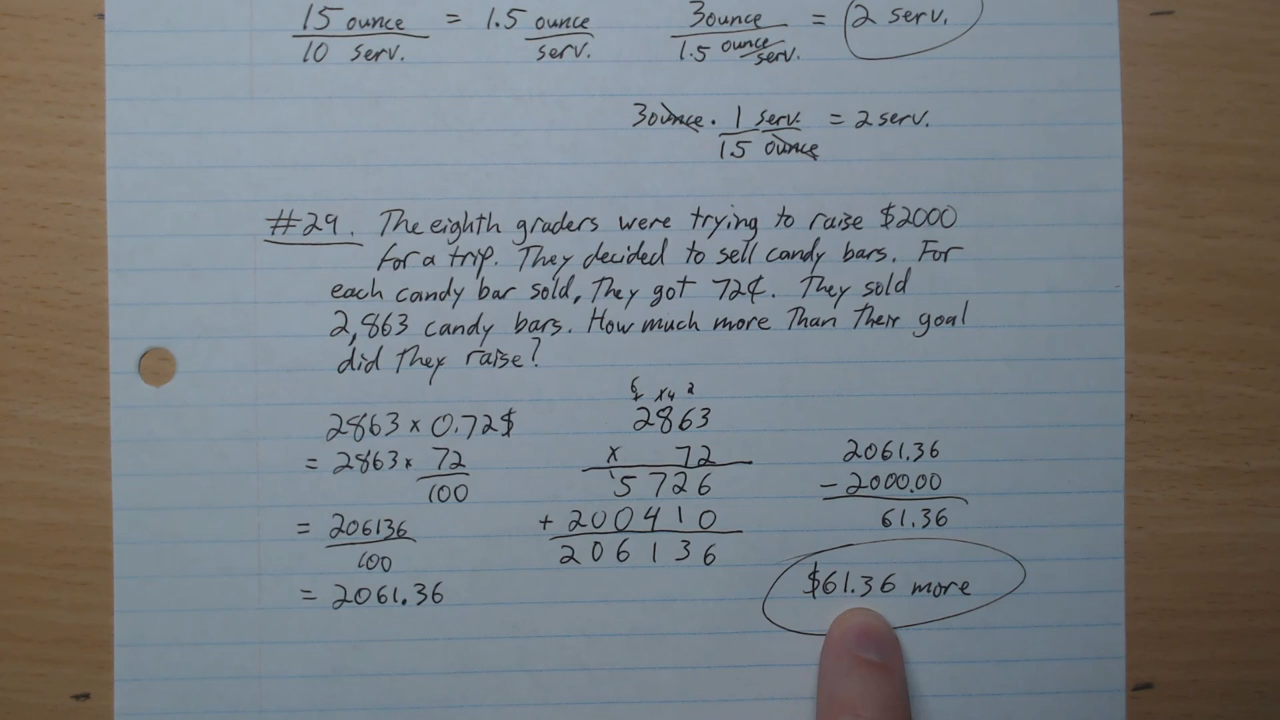 15 ounce / 10 serv. = 1.5 ounce / serv.
3 ounce / 1.5 ounce/serv. = 2 serv.
3 ounce · 1 serv. / 1.5 ounce = 2 serv.
#29. The eighth graders were trying to raise $2000
for a trip. They decided to sell candy bars. For
each candy bar sold, They got 72¢. They sold
2,863 candy bars. How much more Than Their goal
did They raise?
2863 × 0.72$
= 2863 × 72 / 100
= 206136 / 100
= 2061.36
2863
× 72
5726
+ 200410
206136
2061.36
- 2000.00
61.36
$61.36 more